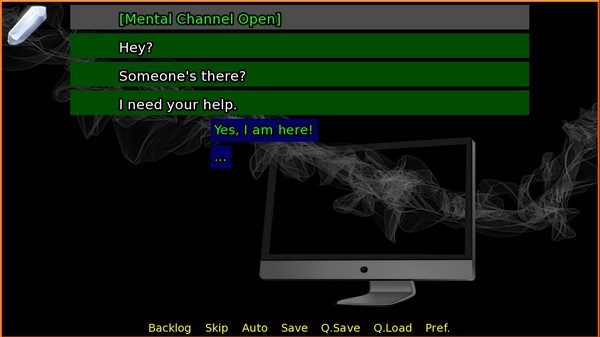 [Mental Channel Open]
Hey?
Someone's there?
I need your help.
Yes, I am here!
...
Backlog Skip Auto Save Q.Save Q.Load Pref.